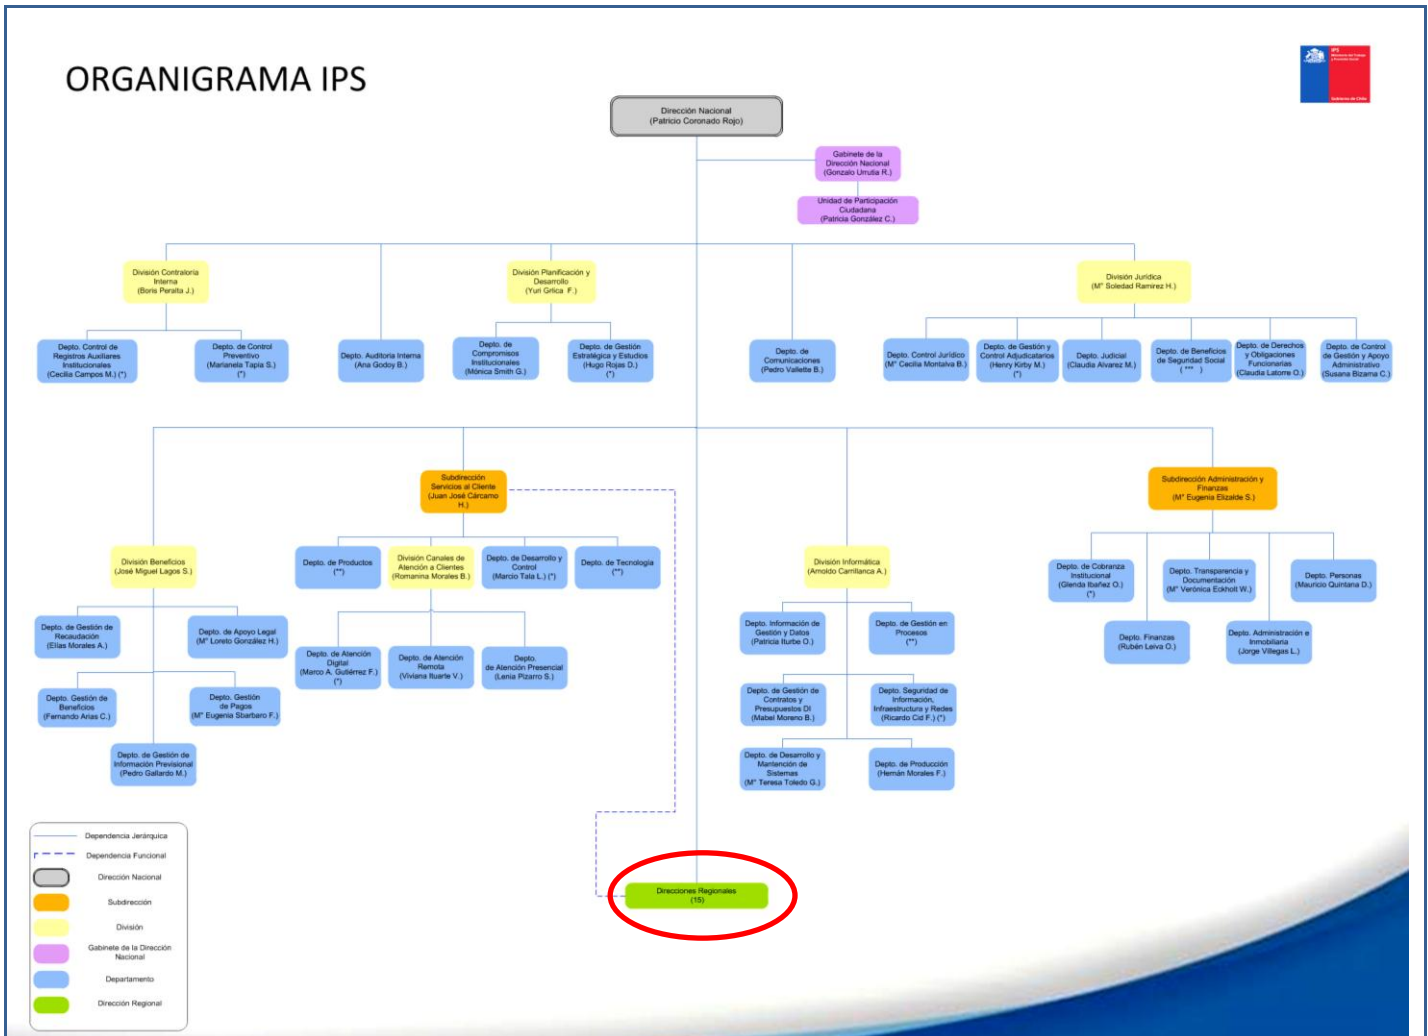 ORGANIGRAMA IPS
IPS
Ministerio del Trabajo
y Previsión Social
Gobierno de Chile
Dirección Nacional
(Patricio Coronado Rojo)
Gabinete de la
Dirección Nacional
(Gonzalo Urrutia R.)
Unidad de Participación
Ciudadana
(Patricia González C.)
División Contraloría
Interna
(Boris Peralta J.)
División Planificación y
Desarrollo
(Yuri Grlica F.)
División Jurídica
(M° Soledad Ramirez H.)
Depto. Control de
Registros Auxiliares
Institucionales
(Cecilia Campos M.) (*)
Depto. de Control
Preventivo
(Marianela Tapia S.)
(*)
Depto. Auditoria Interna
(Ana Godoy B.)
Depto. de
Compromisos
Institucionales
(Mónica Smith G.)
Depto. de Gestión
Estratégica y Estudios
(Hugo Rojas D.)
(*)
Depto. de
Comunicaciones
(Pedro Vallette B.)
Depto. Control Jurídico
(M° Cecilia Montalva B.)
Depto. de Gestión y
Control Adjudicatarios
(Henry Kirby M.)
(*)
Depto. Judicial
(Claudia Alvarez M.)
Depto. de Beneficios
de Seguridad Social
( *** )
Depto. de Derechos
y Obligaciones
Funcionarias
(Claudia Latorre O.)
Depto. de Control
de Gestión y Apoyo
Administrativo
(Susana Bizama C.)
Subdirección
Servicios al Cliente
(Juan José Cárcamo
H.)
Subdirección Administración y
Finanzas
(M° Eugenia Elizalde S.)
División Beneficios
(José Miguel Lagos S.)
Depto. de Productos
(**)
División Canales de
Atención a Clientes
(Romanina Morales B.)
Depto. de Desarrollo y
Control
(Marcio Tala L.) (*)
Depto. de Tecnología
(**)
División Informática
(Arnoldo Carrillanca A.)
Depto. de Cobranza
Institucional
(Glenda Ibañez O.)
(*)
Depto. Transparencia y
Documentación
(M° Verónica Eckholt W.)
Depto. Personas
(Mauricio Quintana D.)
Depto. de Gestión de
Recaudación
(Elías Morales A.)
Depto. de Apoyo Legal
(M° Loreto González H.)
Depto. de Atención
Digital
(Marco A. Gutiérrez F.)
(*)
Depto. de Atención
Remota
(Viviana Ituarte V.)
Depto.
de Atención Presencial
(Lenia Pizarro S.)
Depto. Información de
Gestión y Datos
(Patricia Iturbe O.)
Depto. de Gestión en
Procesos
(**)
Depto. Finanzas
(Rubén Leiva O.)
Depto. Administración e
Inmobiliaria
(Jorge Villegas L.)
Depto. Gestión de
Beneficios
(Fernando Arias C.)
Depto. Gestión
de Pagos
(M° Eugenia Sbarbaro F.)
Depto. de Gestión de
Contratos y
Presupuestos DI
(Mabel Moreno B.)
Depto. Seguridad de
Información,
Infraestructura y Redes
(Ricardo Cid F.) (*)
Depto. de Gestión de
Información Previsional
(Pedro Gallardo M.)
Depto. de Desarrollo y
Mantención de
Sistemas
(M° Teresa Toledo G.)
Depto. de Producción
(Hernán Morales F.)
Direcciones Regionales
(15)
Dependencia Jerárquica
Dependencia Funcional
Dirección Nacional
Subdirección
División
Gabinete de la Dirección
Nacional
Departamento
Dirección Regional